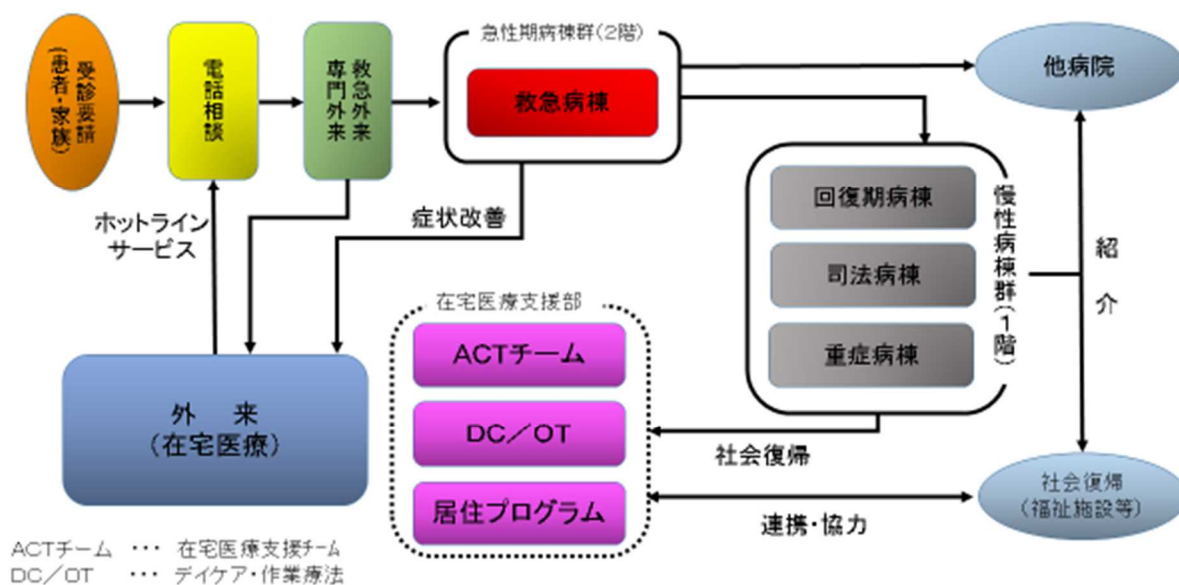 受診要請
(患者・家族)
電話相談
救急外来
専門外来
急性期病棟群(2階)
救急病棟
他病院
ホットライン
サービス
症状改善
回復期病棟
司法病棟
重症病棟
慢性病棟群(1階)
紹介
在宅医療支援部
ACTチーム
DC/OT
居住プログラム
外 来
(在宅医療)
社会復帰
連携・協力
社会復帰
(福祉施設等)
ACTチーム ・・・ 在宅医療支援チーム
DC/OT ・・・ デイケア・作業療法